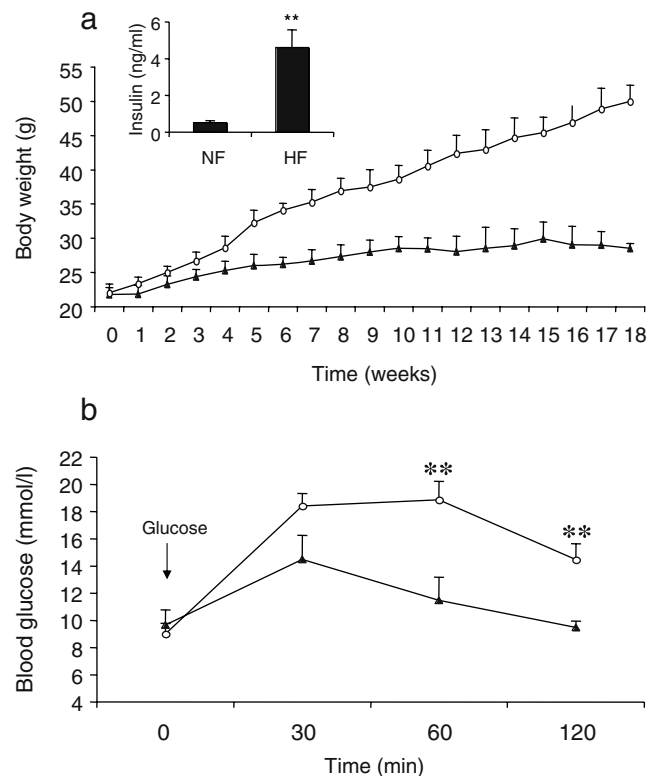 a
**
Insulin (ng/ml)
6
4
2
0
NF HF
Body weight (g)
55
50
45
40
35
30
25
20
0 1 2 3 4 5 6 7 8 9 10 11 12 13 14 15 16 17 18
Time (weeks)
b
Blood glucose (mmol/l)
22
20
18
16
14
12
10
8
6
4
Glucose
**
**
0 30 60 120
Time (min)